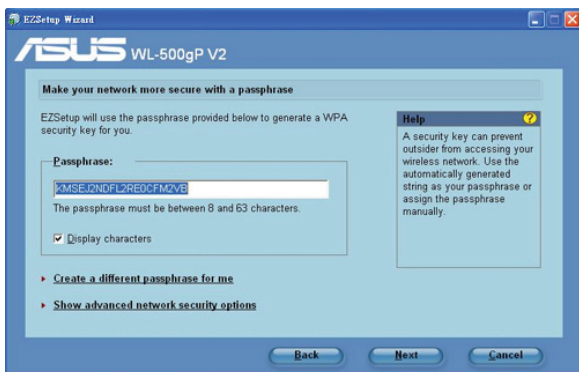 EZSetup Wizard
ASUS WL-500gP V2
Make your network more secure with a passphrase
EZSetup will use the passphrase provided below to generate a WPA
security key for you.
Passphrase:
KMSEJ2NDFL2RE0CFM2VB
The passphrase must be between 8 and 63 characters.
Display characters
Create a different passphrase for me
Show advanced network security options
Help
A security key can prevent
outsider from accessing your
wireless network. Use the
automatically generated
string as your passphrase or
assign the passphrase
manually.
Back
Next
Cancel